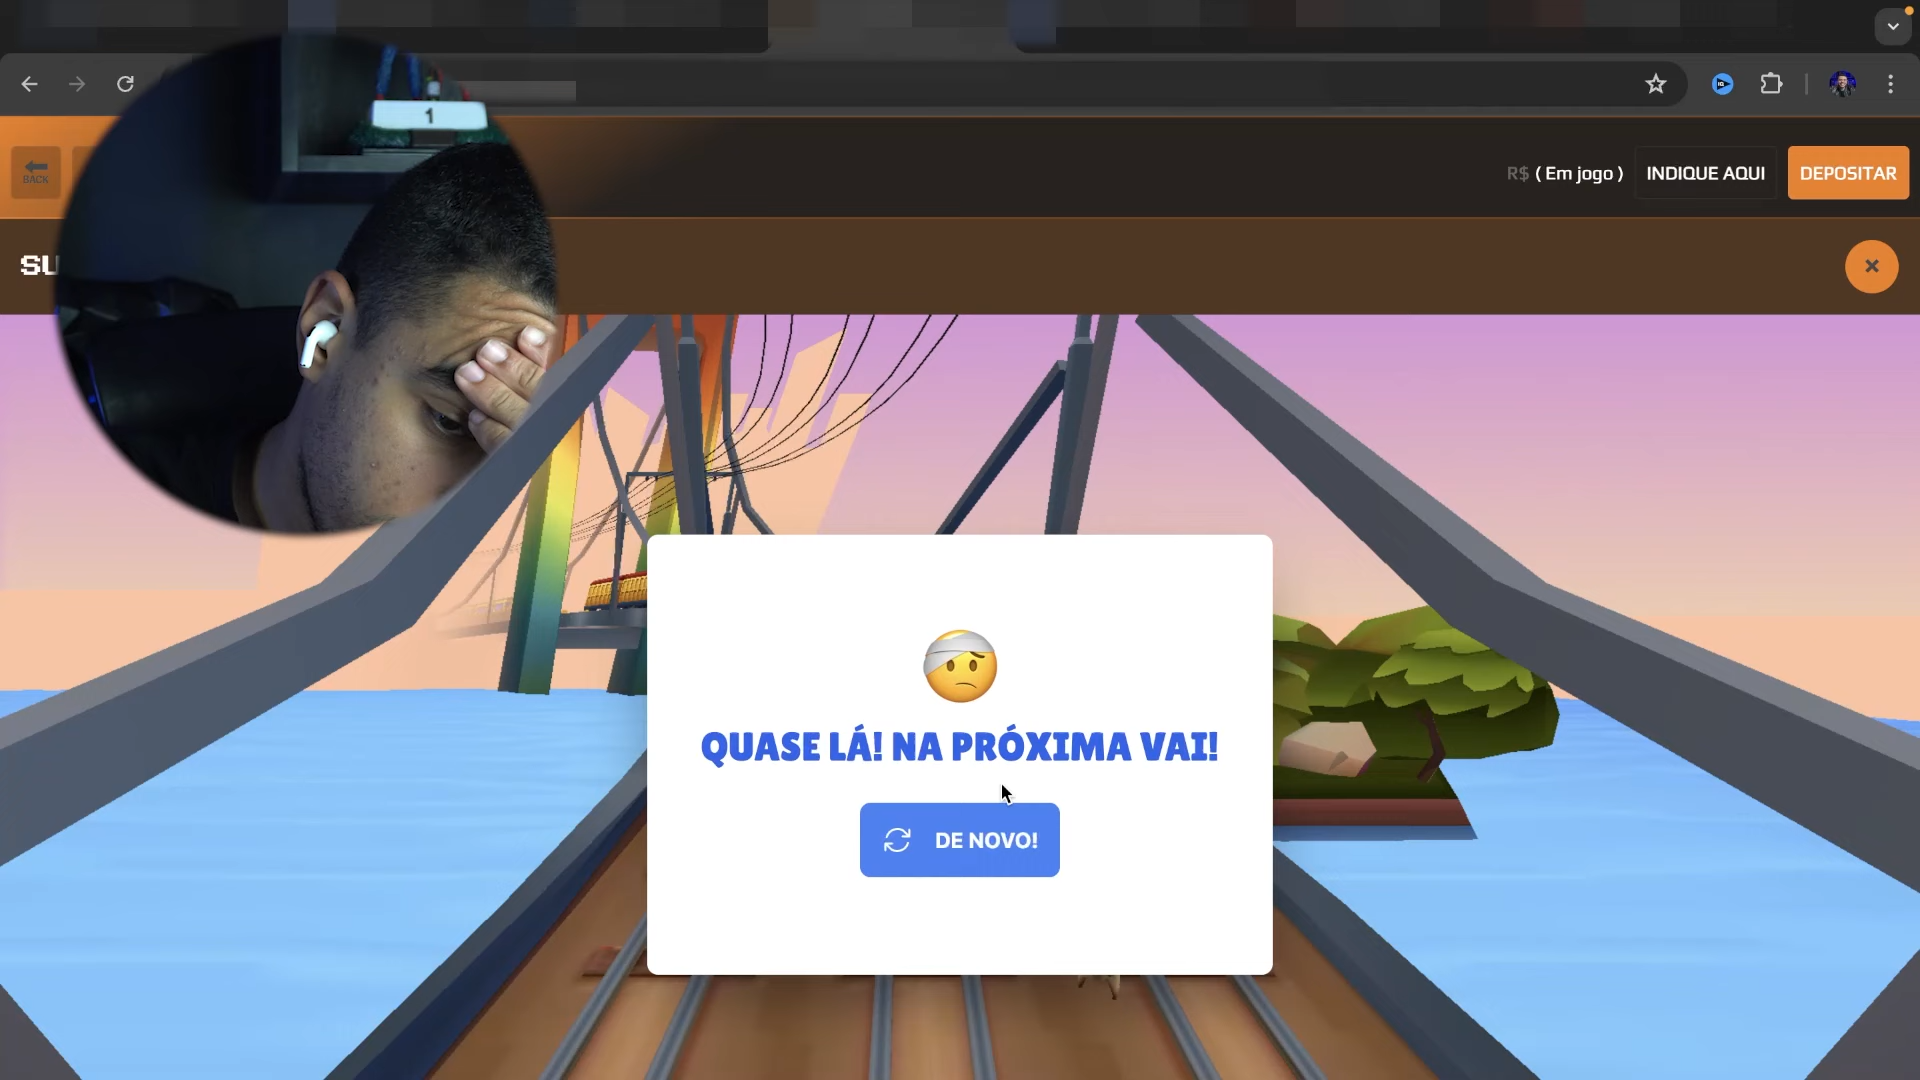 1
BACK
R$ ( Em jogo )
INDIQUE AQUI
DEPOSITAR
SU
QUASE LÁ! NA PRÓXIMA VAI!
DE NOVO!